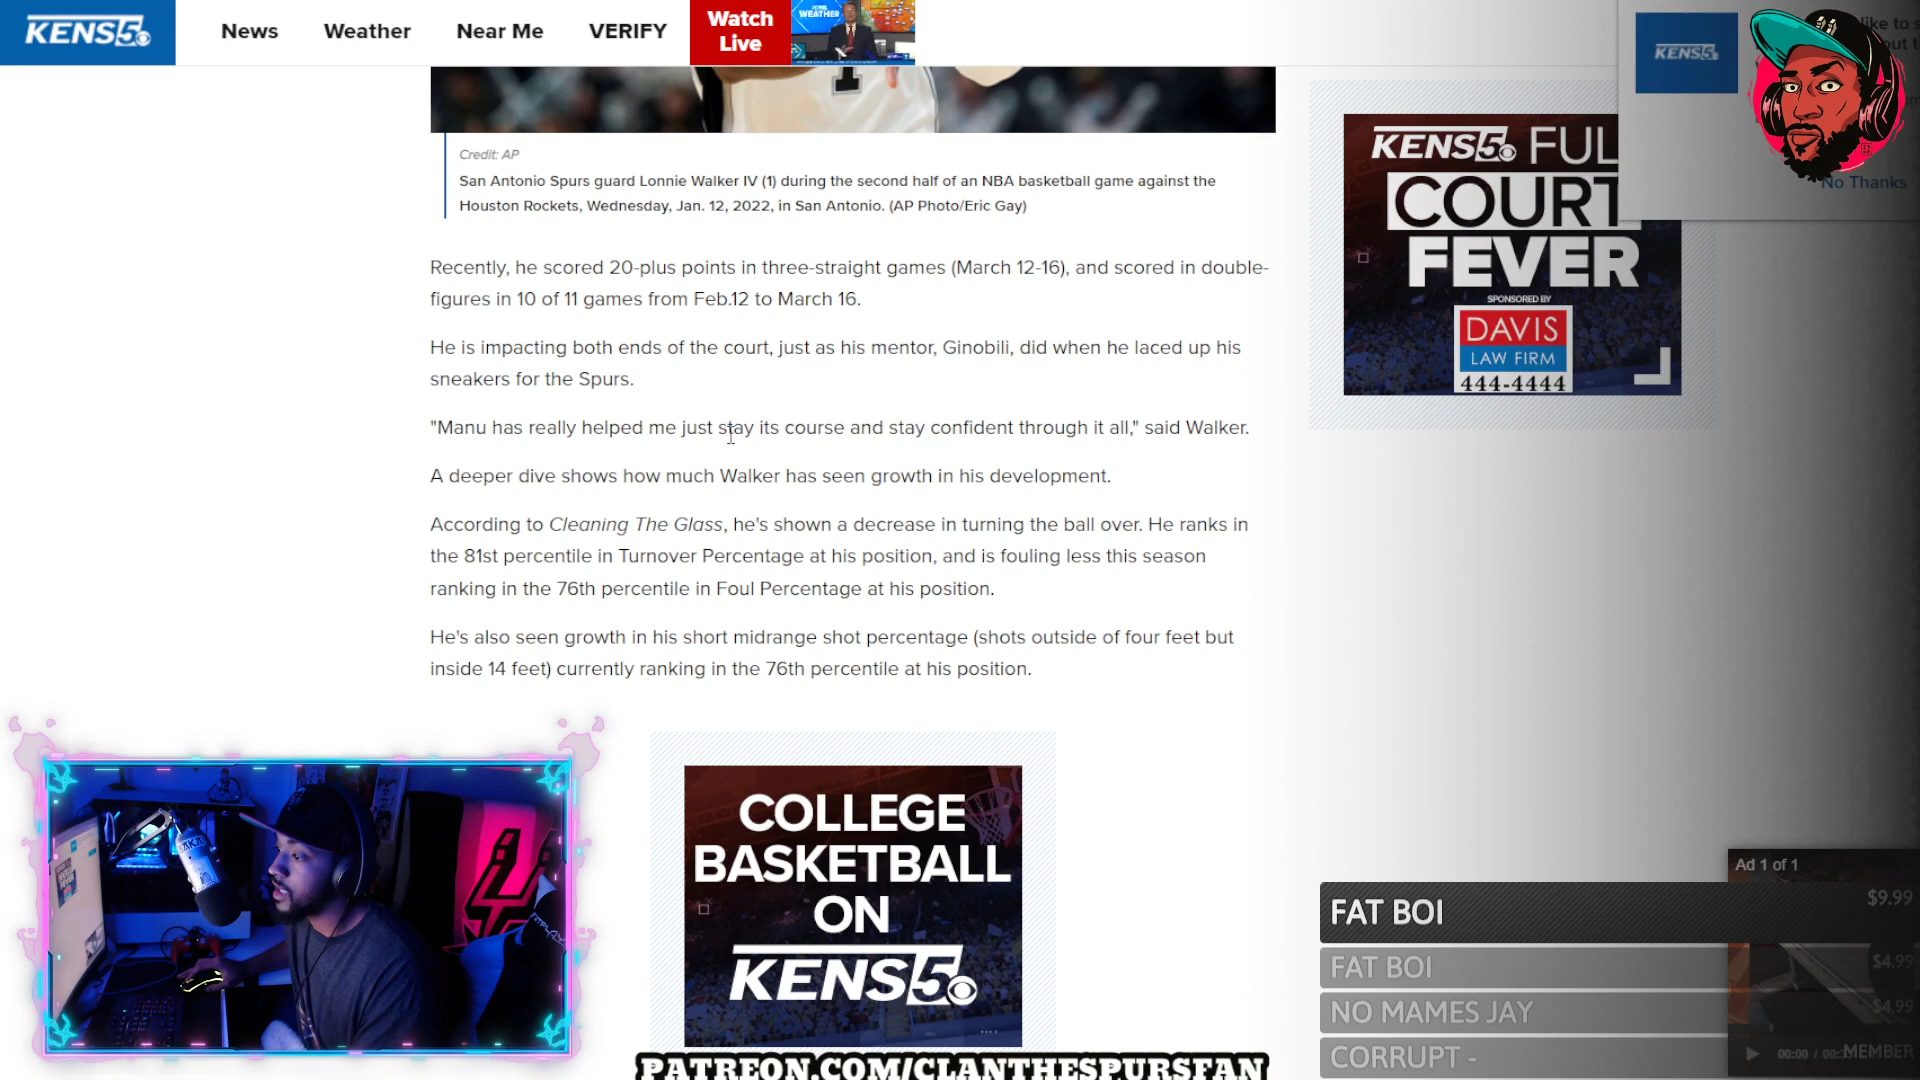 KENS5
News
Weather
Near Me
VERIFY
Watch
Live
WEATHER
KENS5
like to s
out t
No Thanks
Credit: AP
San Antonio Spurs guard Lonnie Walker IV (1) during the second half of an NBA basketball game against the
Houston Rockets, Wednesday, Jan. 12, 2022, in San Antonio. (AP Photo/Eric Gay)
KENS5 FUL
COURT
FEVER
SPONSORED BY
DAVIS
LAW FIRM
444-4444
Recently, he scored 20-plus points in three-straight games (March 12-16), and scored in double-
figures in 10 of 11 games from Feb.12 to March 16.
He is impacting both ends of the court, just as his mentor, Ginobili, did when he laced up his
sneakers for the Spurs.
"Manu has really helped me just stay its course and stay confident through it all," said Walker.
A deeper dive shows how much Walker has seen growth in his development.
According to Cleaning The Glass, he's shown a decrease in turning the ball over. He ranks in
the 81st percentile in Turnover Percentage at his position, and is fouling less this season
ranking in the 76th percentile in Foul Percentage at his position.
He's also seen growth in his short midrange shot percentage (shots outside of four feet but
inside 14 feet) currently ranking in the 76th percentile at his position.
COLLEGE
BASKETBALL
ON
KENS5
Ad 1 of 1
FAT BOI $9.99
FAT BOI $4.99
NO MAMES JAY $4.99
CORRUPT - MEMBER
00:00 / 00:
PATREON.COM/CLANTHESPURSFAN